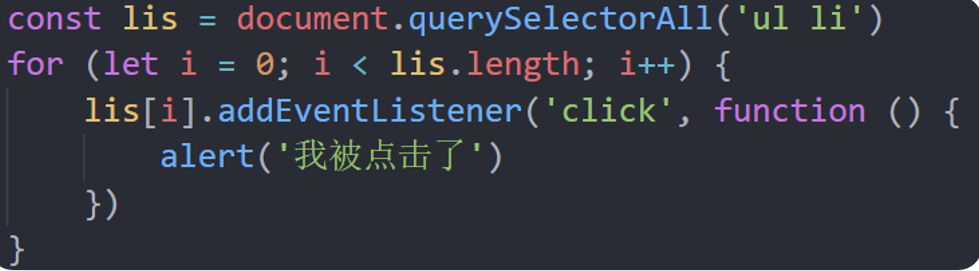 const lis = document.querySelectorAll('ul li')
for (let i = 0; i < lis.length; i++) {
    lis[i].addEventListener('click', function () {
        alert('我被点击了')
    })
}